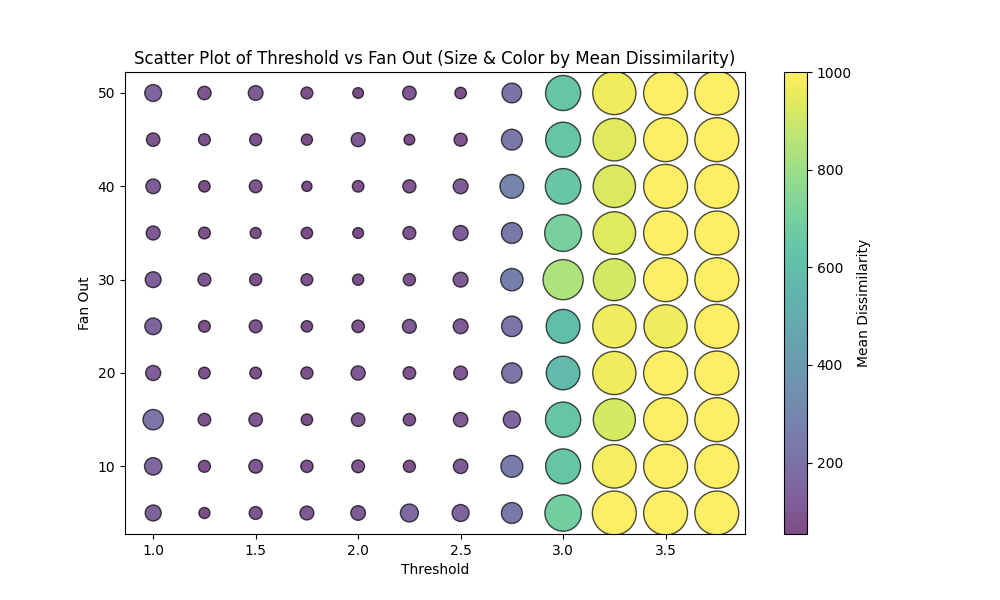 Scatter Plot of Threshold vs Fan Out (Size & Color by Mean Dissimilarity)
50
40
30
20
10
Fan Out
1.0 1.5 2.0 2.5 3.0 3.5
Threshold
1000
800
600
400
200
Mean Dissimilarity